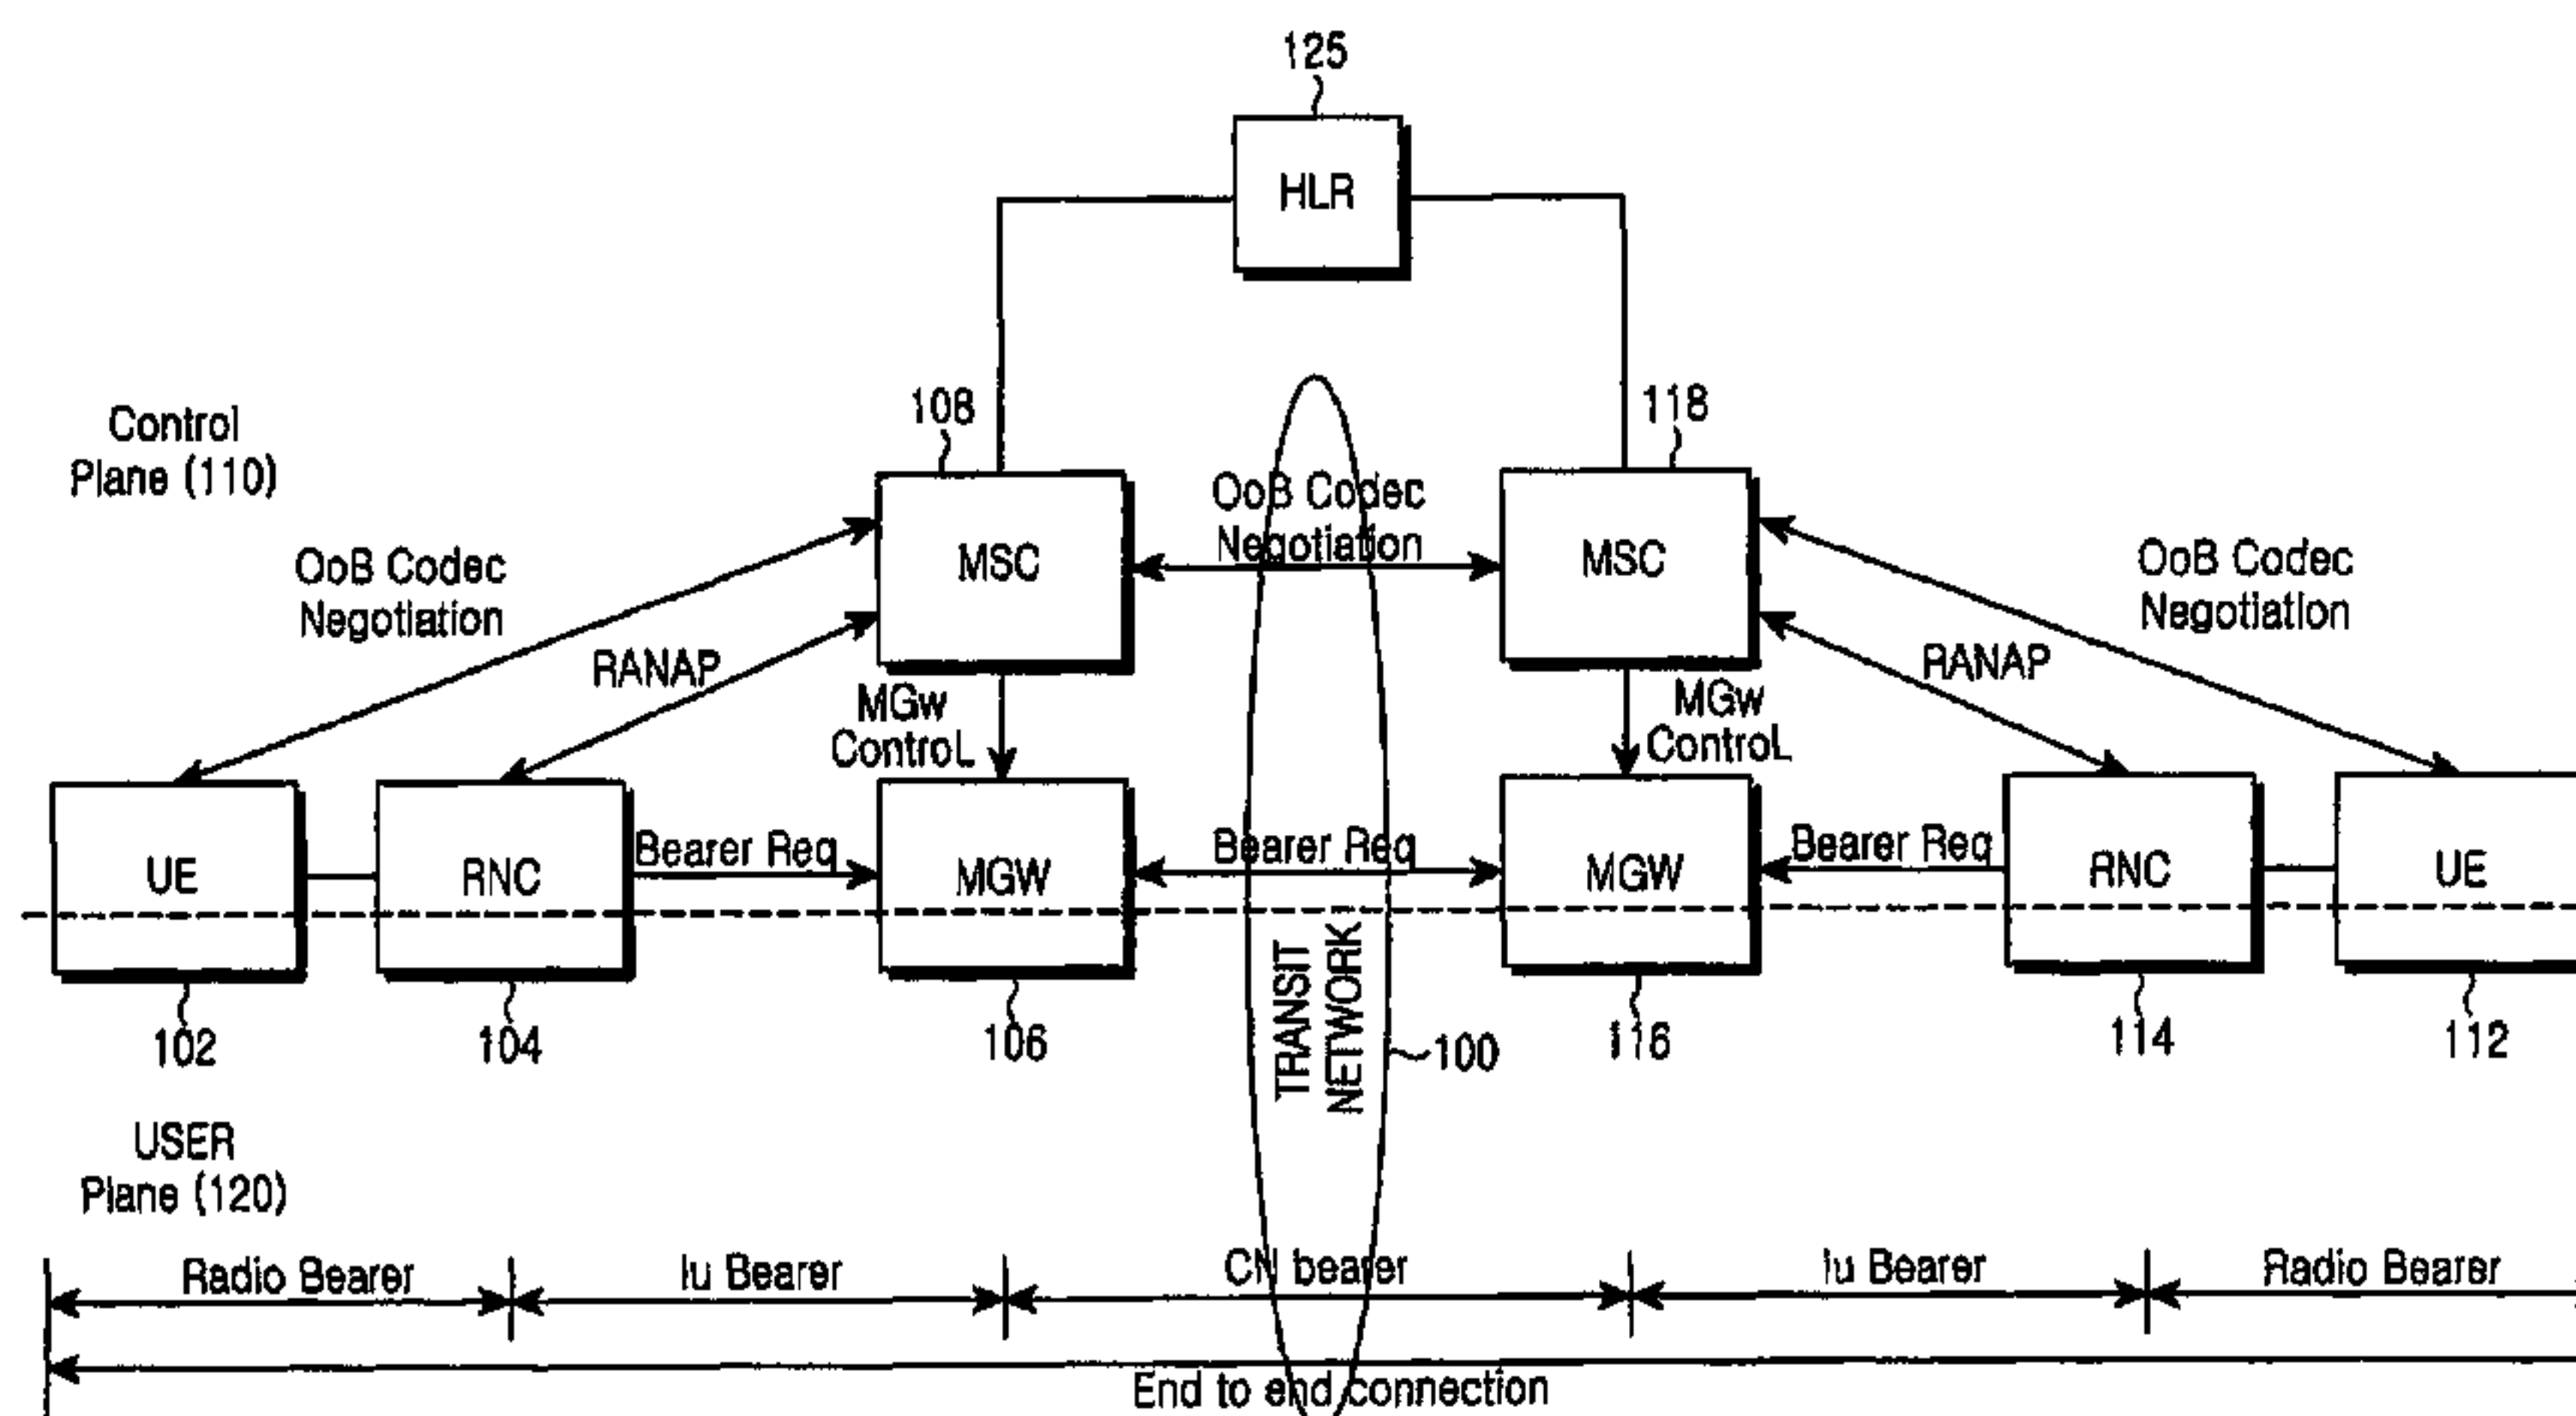 125
HLR
108
118
Control
Plane (110)
OoB Codec
Negotiation
OoB Codec
Negotiation
OoB Codec
Negotiation
MSC
MSC
RANAP
RANAP
MGw
ControL
MGw
ControL
UE
RNC
Bearer Req
MGW
Bearer Req
MGW
Bearer Req
RNC
UE
102
104
106
TRANSIT
NETWORK
100
116
114
112
USER
Plane (120)
Radio Bearer
Iu Bearer
CN bearer
Iu Bearer
Radio Bearer
End to end connection